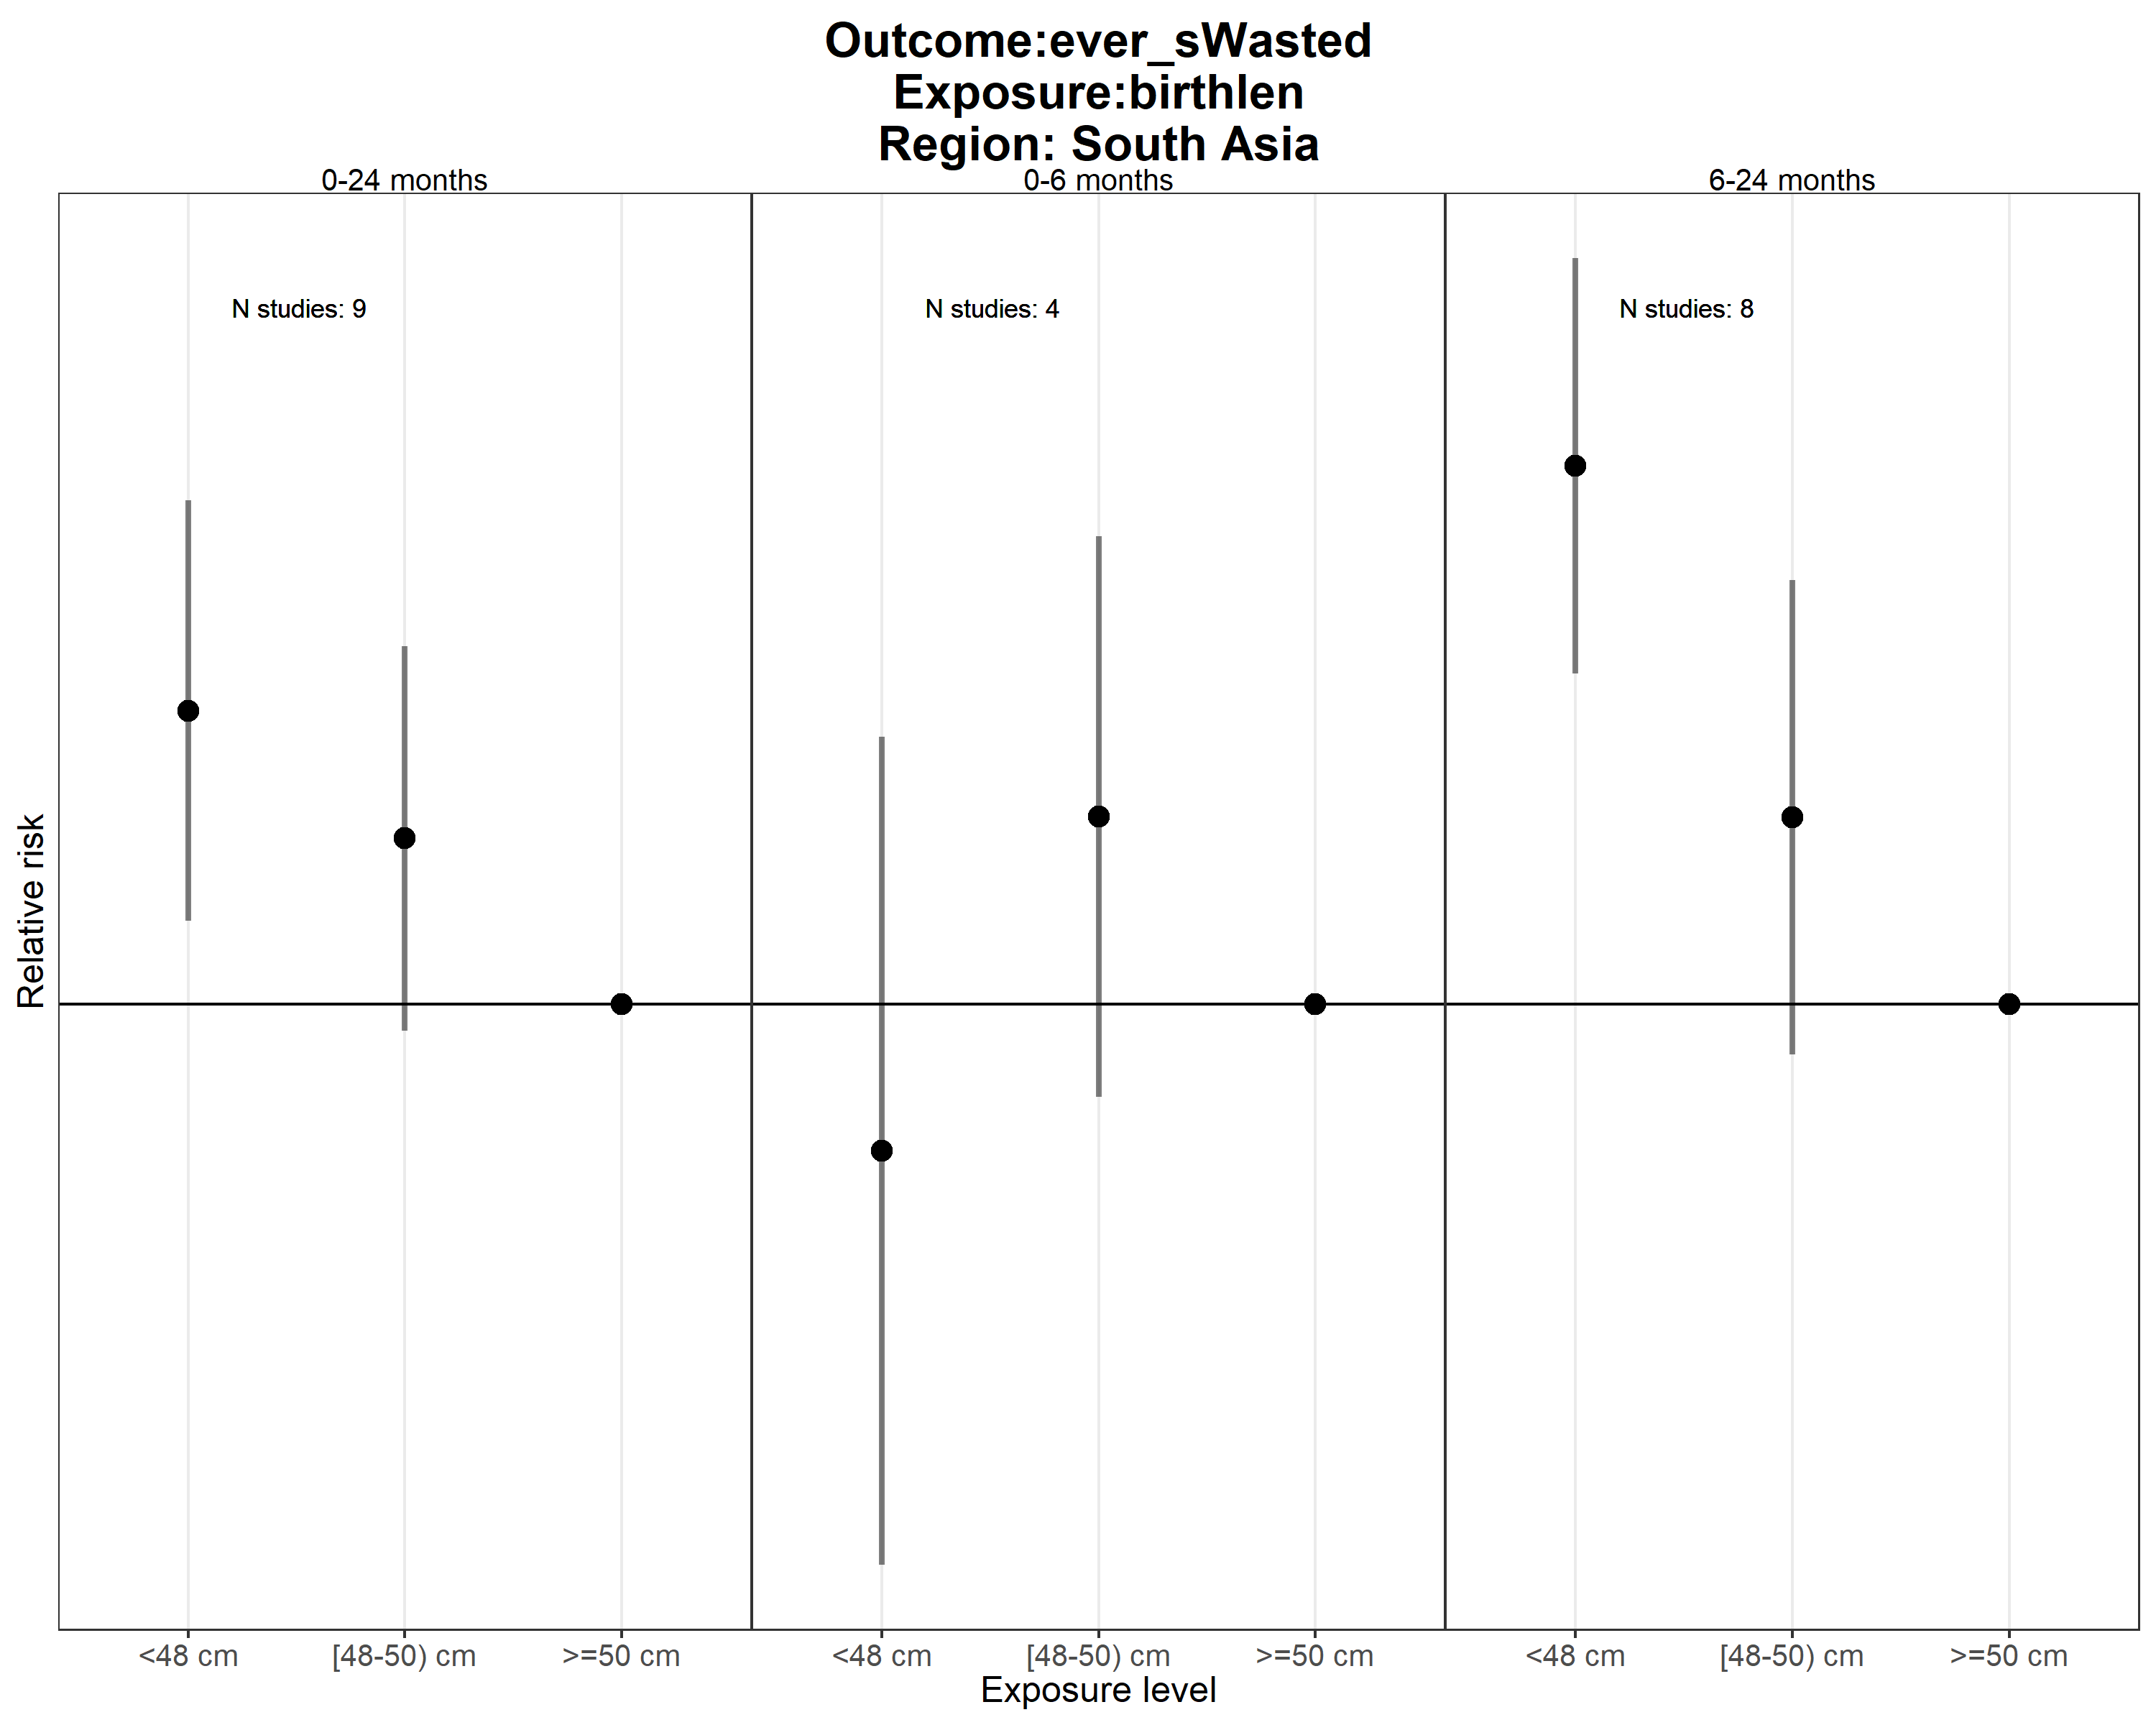 Outcome:ever_sWasted
Exposure:birthlen
Region: South Asia
0-24 months
0-6 months
6-24 months
N studies: 9
N studies: 4
N studies: 8
Relative risk
<48 cm
[48-50) cm
>=50 cm
<48 cm
[48-50) cm
>=50 cm
<48 cm
[48-50) cm
>=50 cm
Exposure level